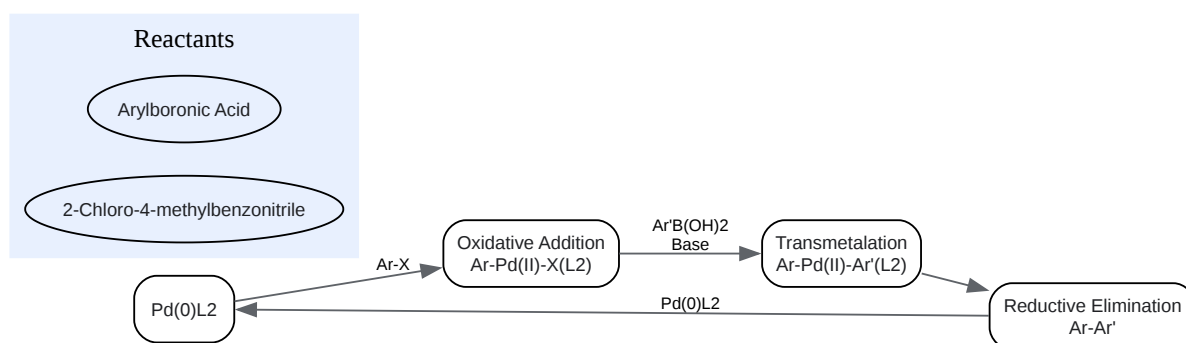 Reactants
Arylboronic Acid
2-Chloro-4-methylbenzonitrile
Pd(0)L2
Ar-X
Oxidative Addition
Ar-Pd(II)-X(L2)
Ar'B(OH)2
Base
Transmetalation
Ar-Pd(II)-Ar'(L2)
Reductive Elimination
Ar-Ar'
Pd(0)L2